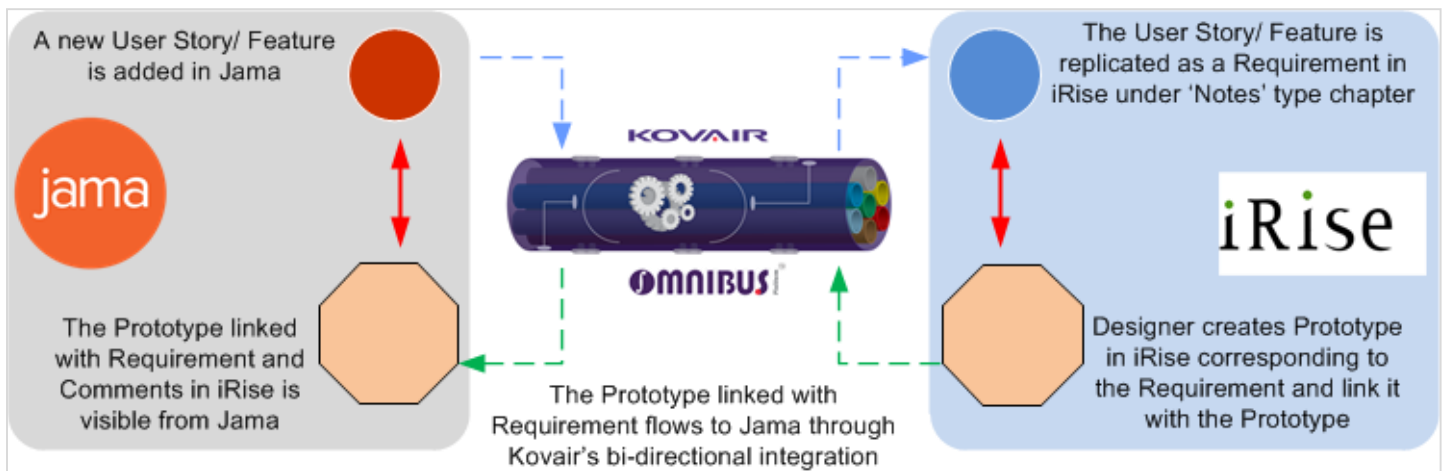 A new User Story/ Feature
is added in Jama
jama
The Prototype linked
with Requirement and
Comments in iRise is
visible from Jama
KOVAIR
OMNIBUS
The Prototype linked with
Requirement flows to Jama through
Kovair's bi-directional integration
The User Story/ Feature is
replicated as a Requirement in
iRise under ‘Notes’ type chapter
iRise
Designer creates Prototype
in iRise corresponding to
the Requirement and link it
with the Prototype